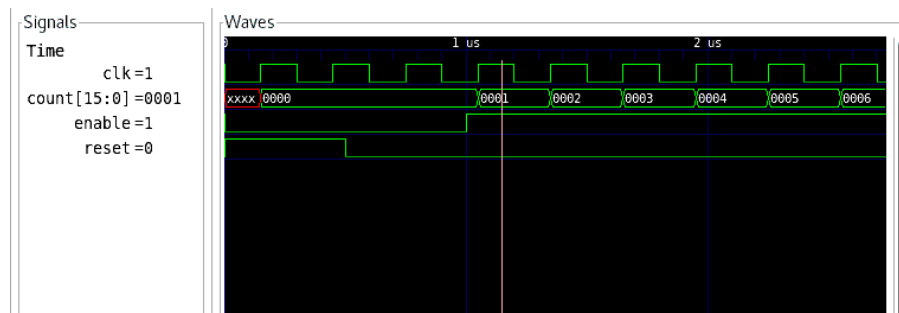 Signals
Waves
Time
0 1 us 2 us
clk=1
count[15:0]=0001
xxxx 0000 0001 0002 0003 0004 0005 0006
enable=1
reset=0